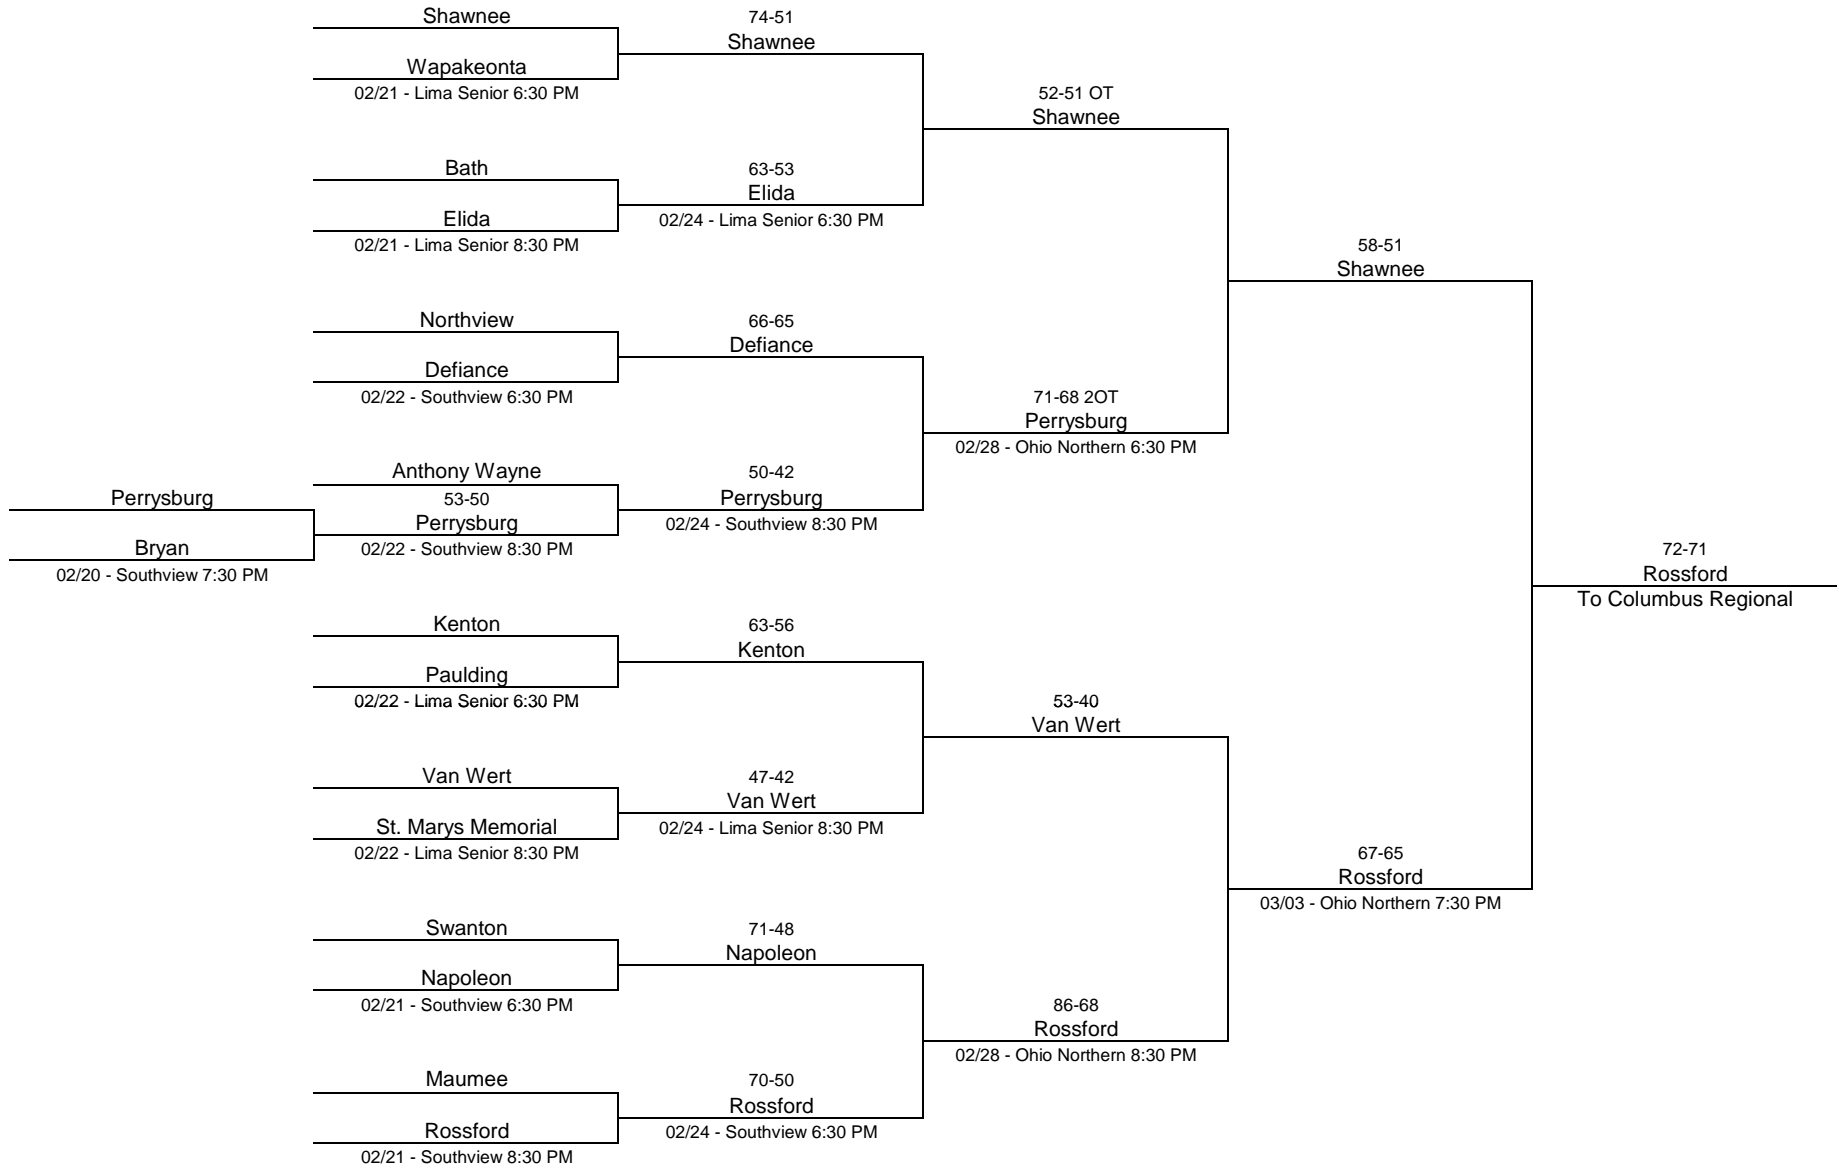 Shawnee
Wapakeonta
02/21 - Lima Senior 6:30 PM
74-51
Shawnee
Bath
Elida
02/21 - Lima Senior 8:30 PM
63-53
Elida
02/24 - Lima Senior 6:30 PM
52-51 OT
Shawnee
Northview
Defiance
02/22 - Southview 6:30 PM
66-65
Defiance
Perrysburg
Bryan
02/20 - Southview 7:30 PM
Anthony Wayne
53-50
Perrysburg
02/22 - Southview 8:30 PM
50-42
Perrysburg
02/24 - Southview 8:30 PM
71-68 2OT
Perrysburg
02/28 - Ohio Northern 6:30 PM
58-51
Shawnee
Kenton
Paulding
02/22 - Lima Senior 6:30 PM
63-56
Kenton
Van Wert
St. Marys Memorial
02/22 - Lima Senior 8:30 PM
47-42
Van Wert
02/24 - Lima Senior 8:30 PM
53-40
Van Wert
Swanton
Napoleon
02/21 - Southview 6:30 PM
71-48
Napoleon
Maumee
Rossford
02/21 - Southview 8:30 PM
70-50
Rossford
02/24 - Southview 6:30 PM
86-68
Rossford
02/28 - Ohio Northern 8:30 PM
67-65
Rossford
03/03 - Ohio Northern 7:30 PM
72-71
Rossford
To Columbus Regional